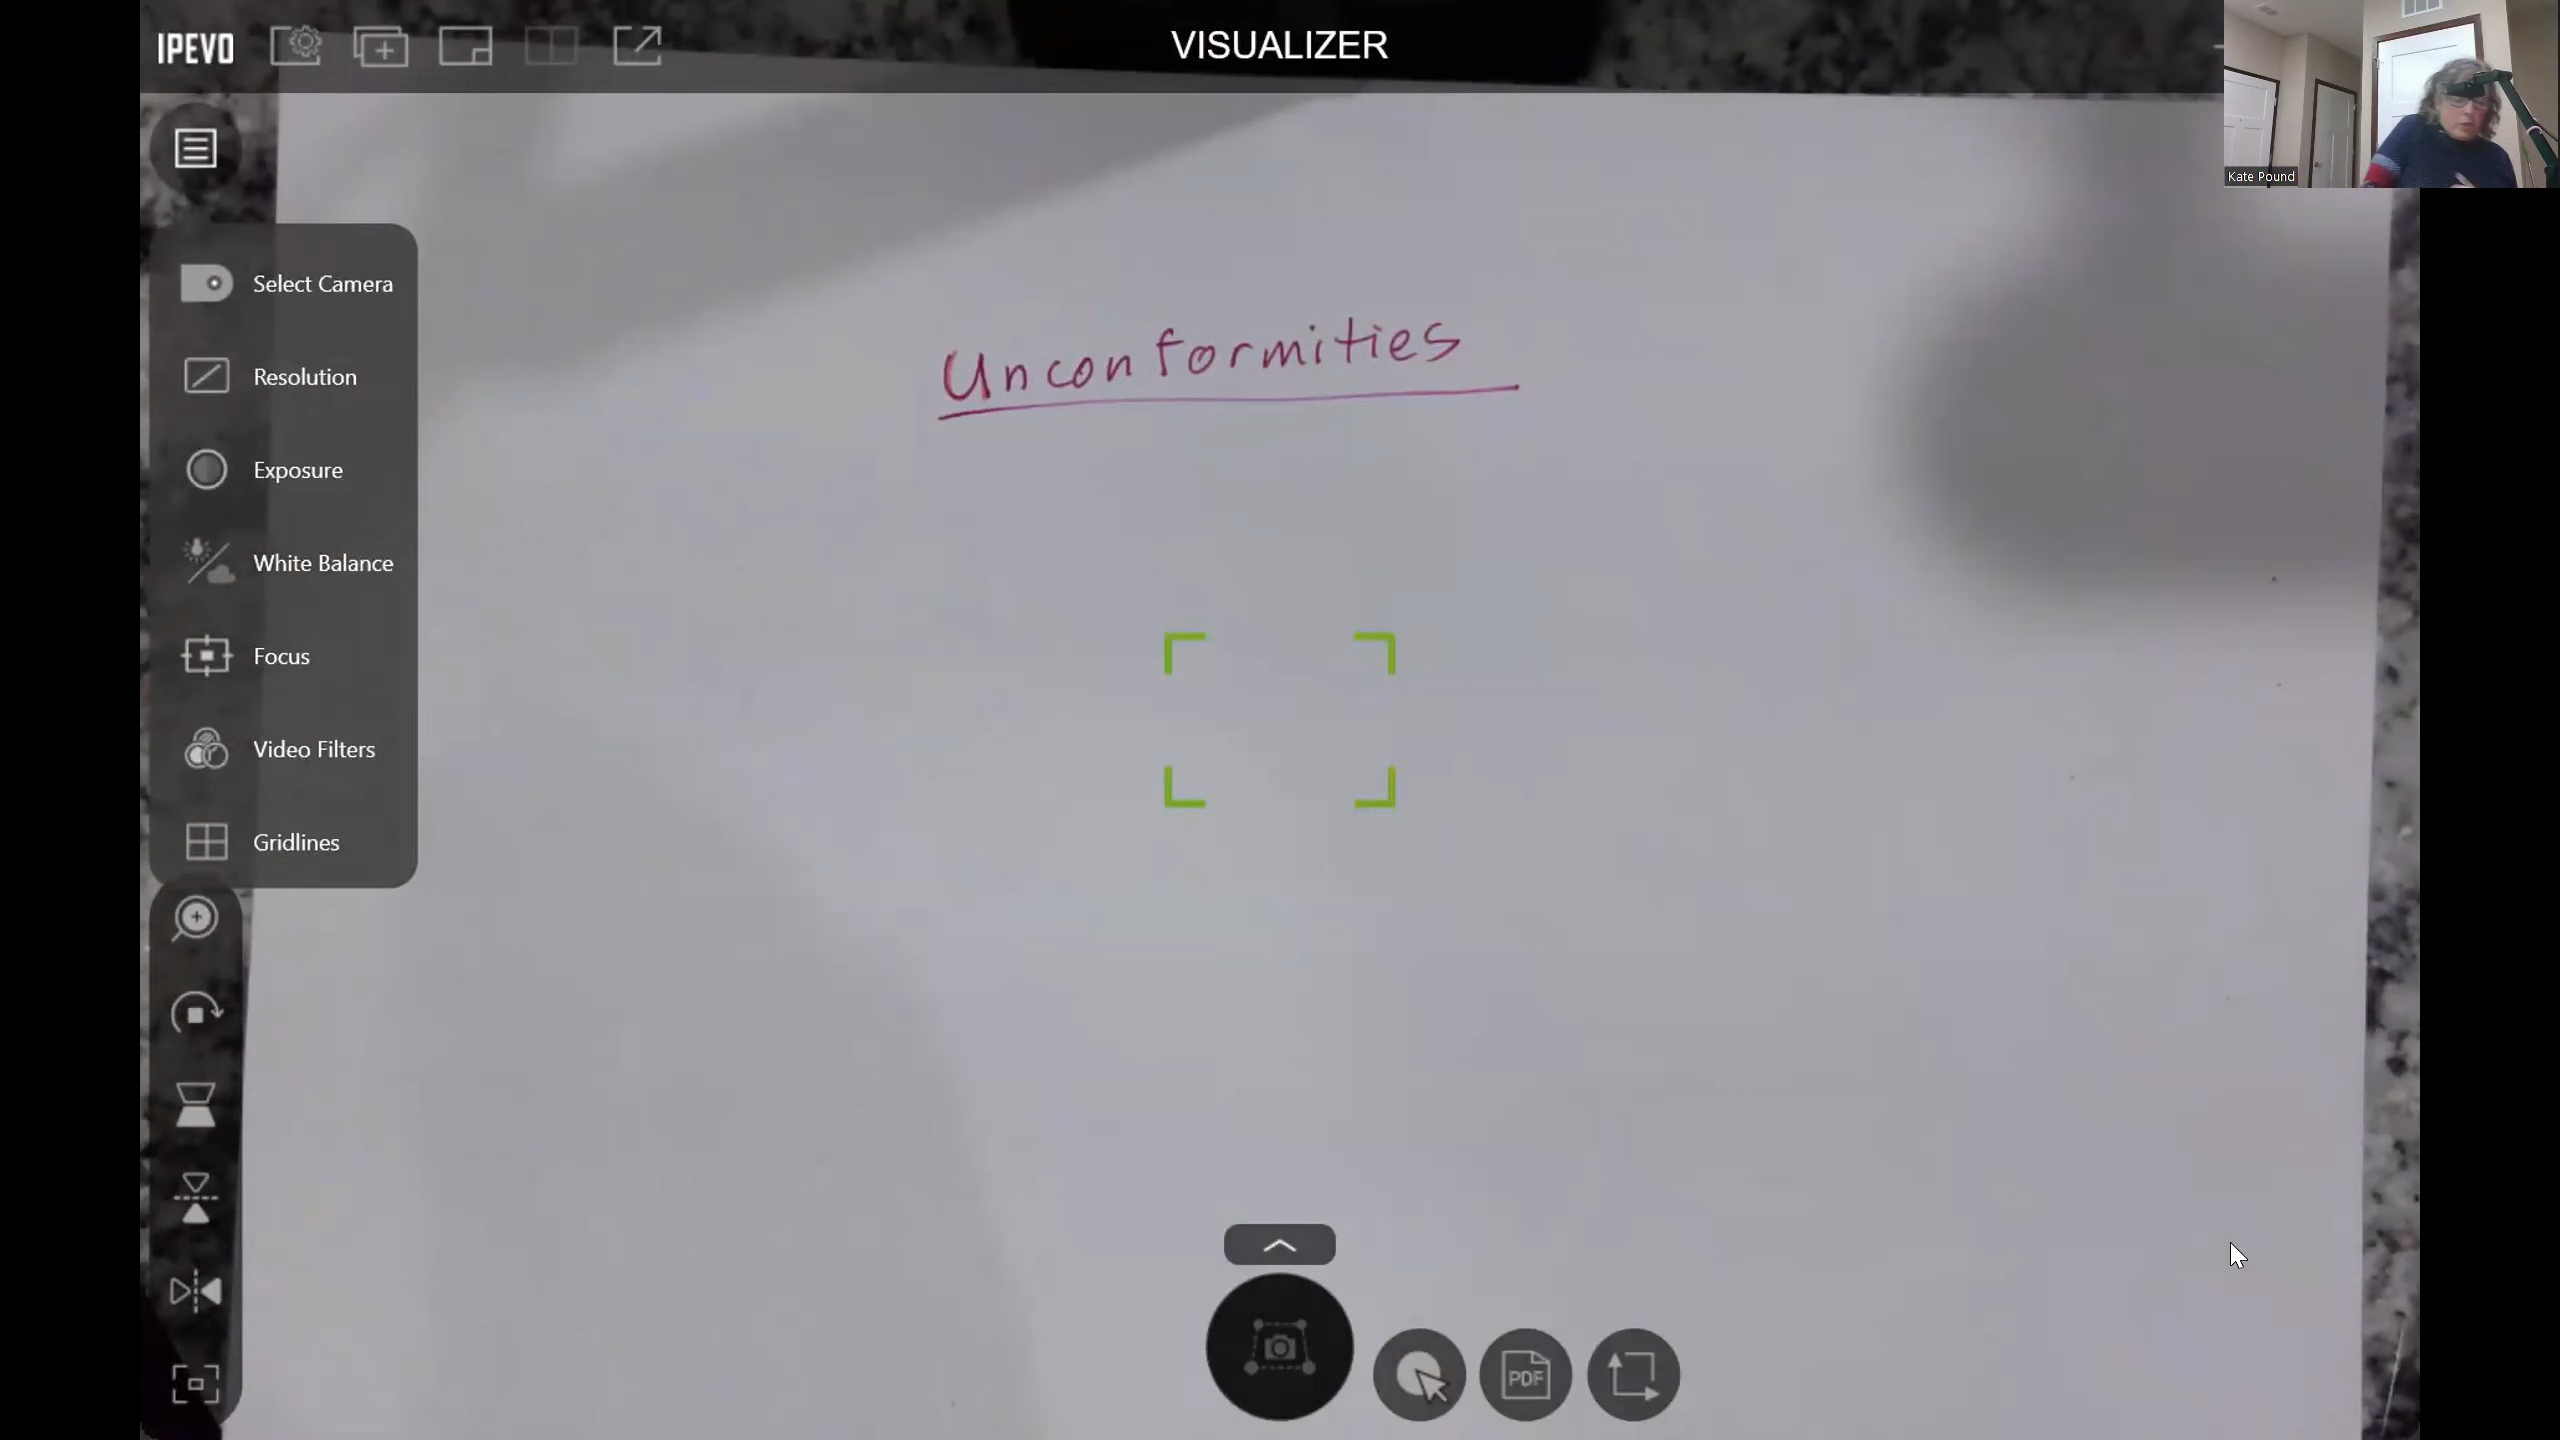 IPEVO
VISUALIZER
Kate Pound
Select Camera
Resolution
Exposure
White Balance
Focus
Video Filters
Gridlines
Unconformities
PDF